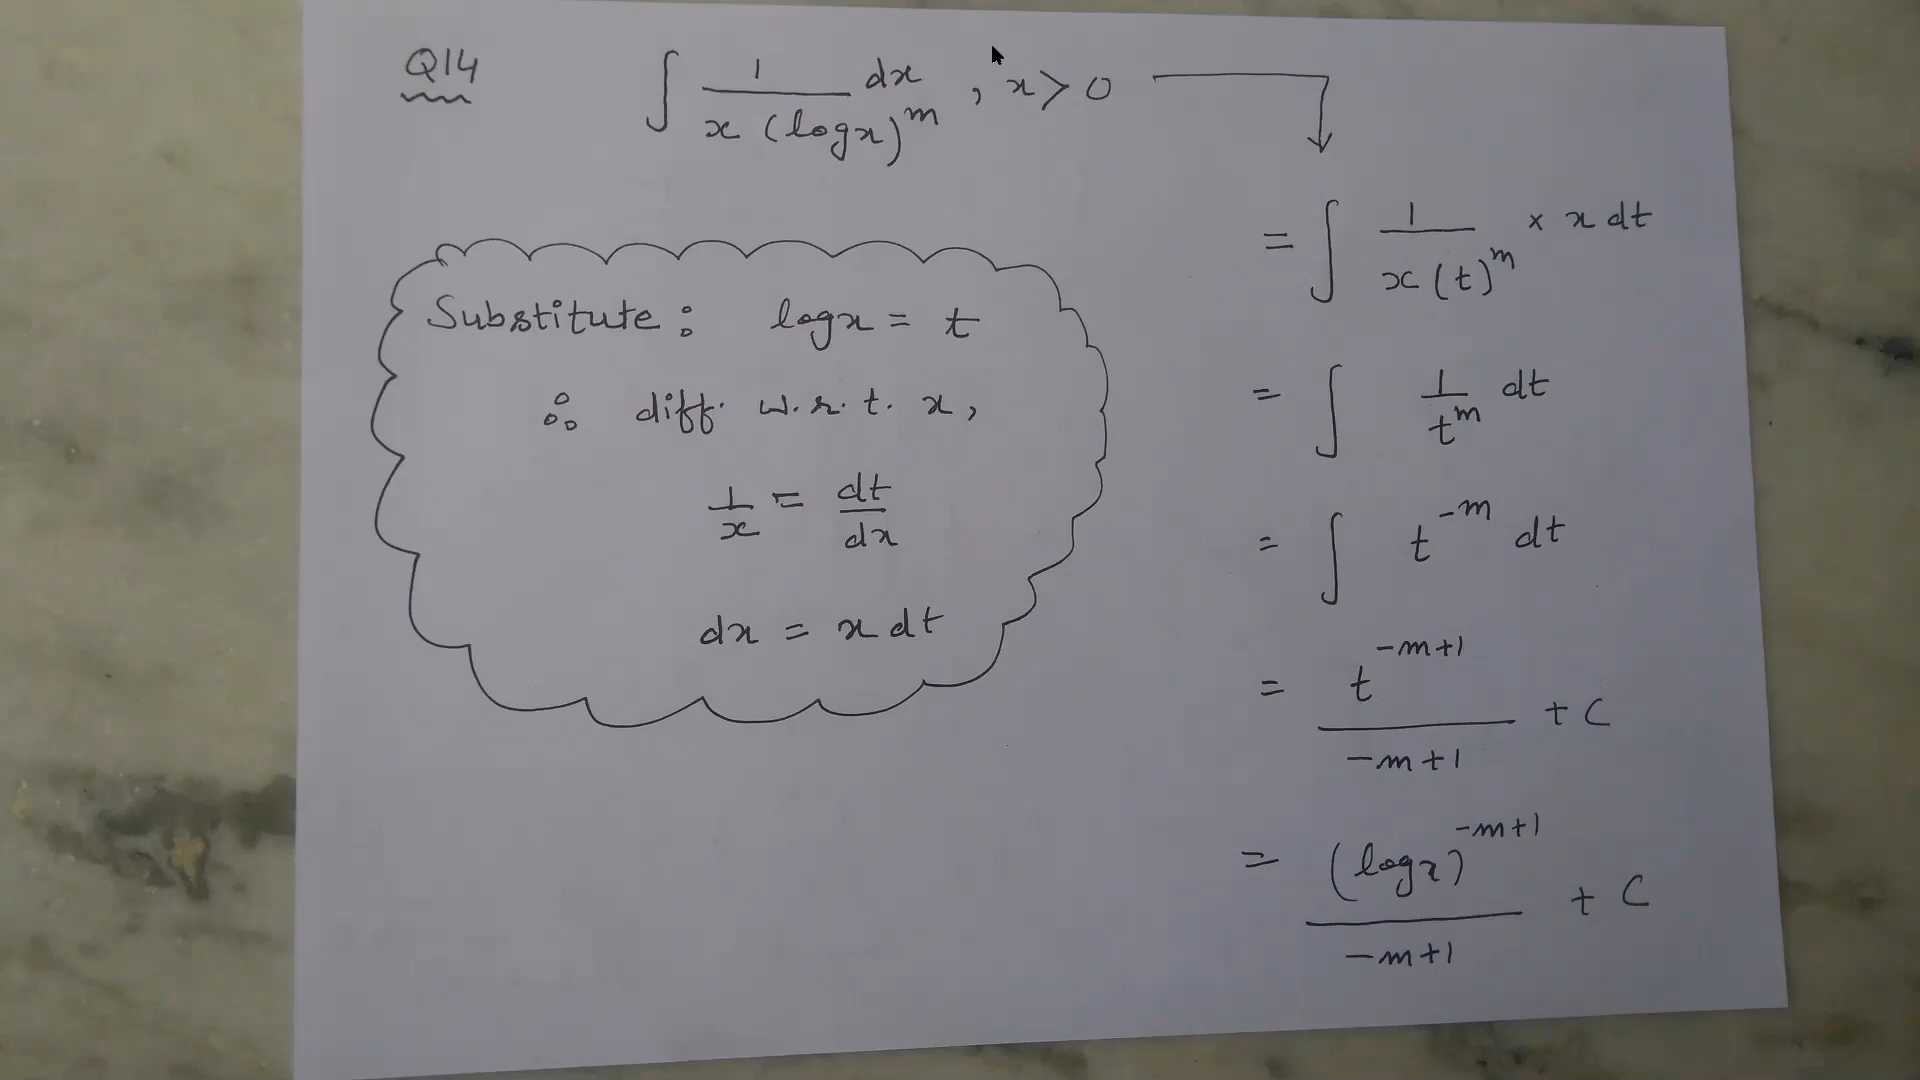 Q14
∫ 1/(x (log x)^m) dx , x > 0
Substitute : log x = t
∴ diff. w.r.t. x,
1/x = dt/dx
dx = x dt
= ∫ 1/(x (t)^m) × x dt
= ∫ 1/t^m dt
= ∫ t^(-m) dt
= t^(-m+1)/(-m+1) + C
= (log x)^(-m+1)/(-m+1) + C